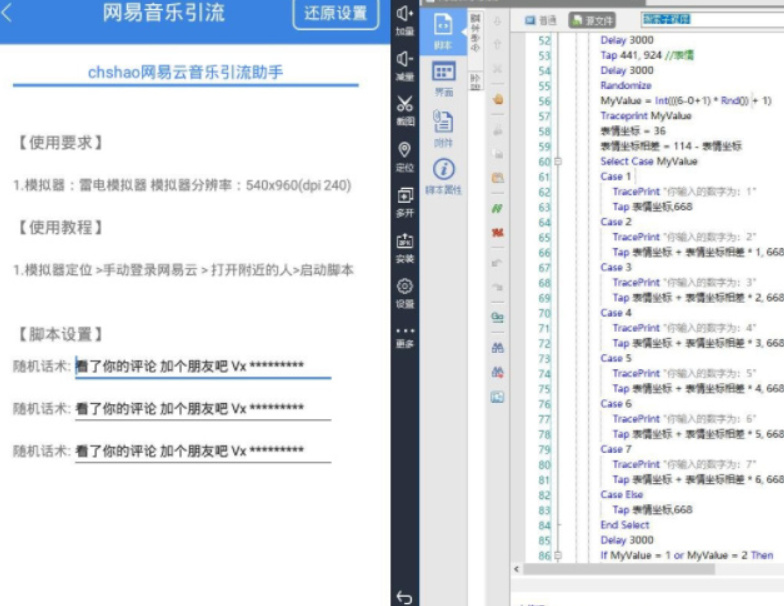 网易音乐引流
还原设置
chshao网易云音乐引流助手
【使用要求】
1.模拟器：雷电模拟器 模拟器分辨率：540x960(dpi 240)
【使用教程】
1.模拟器定位 >手动登录网易云 > 打开附近的人>启动脚本
【脚本设置】
随机话术: 看了你的评论 加个朋友吧 Vx *********
随机话术: 看了你的评论 加个朋友吧 Vx *********
随机话术: 看了你的评论 加个朋友吧 Vx *********
加量
减量
截图
定位
多开
安装
设置
更多
脚本
界面
附件
脚本属性
普通
源文件
52 Delay 3000
53 Tap 441, 924 //表情
54 Delay 3000
55 Randomize
56 MyValue = Int(((6-0+1) * Rnd()) + 1)
57 Traceprint MyValue
58 表情坐标 = 36
59 表情坐标相差 = 114 - 表情坐标
60 Select Case MyValue
61 Case 1
62 TracePrint "你输入的数字为：1"
63 Tap 表情坐标,668
64 Case 2
65 TracePrint "你输入的数字为：2"
66 Tap 表情坐标 + 表情坐标相差 * 1, 668
67 Case 3
68 TracePrint "你输入的数字为：3"
69 Tap 表情坐标 + 表情坐标相差 * 2, 668
70 Case 4
71 TracePrint "你输入的数字为：4"
72 Tap 表情坐标 + 表情坐标相差 * 3, 668
73 Case 5
74 TracePrint "你输入的数字为：5"
75 Tap 表情坐标 + 表情坐标相差 * 4, 668
76 Case 6
77 TracePrint "你输入的数字为：6"
78 Tap 表情坐标 + 表情坐标相差 * 5, 668
79 Case 7
80 TracePrint "你输入的数字为：7"
81 Tap 表情坐标 + 表情坐标相差 * 6, 668
82 Case Else
83 Tap 表情坐标,668
84 End Select
85 Delay 3000
86 If MyValue = 1 or MyValue = 2 Then